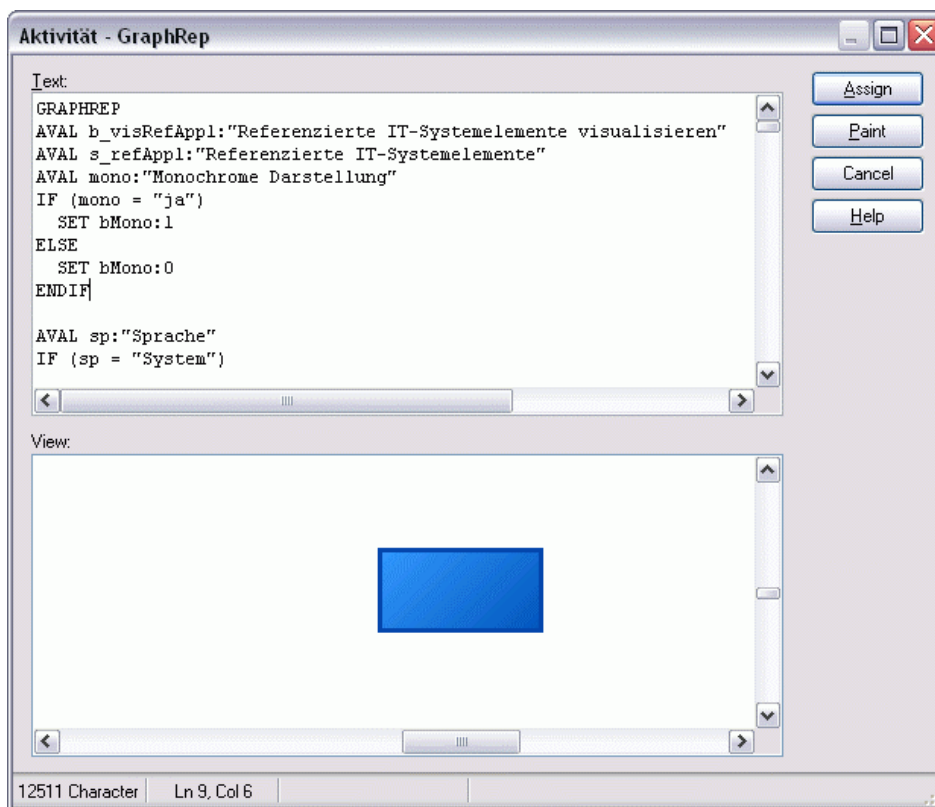 Aktivität - GraphRep
Text:
GRAPHREP
AVAL b_visRefAppl:"Referenzierte IT-Systemelemente visualisieren"
AVAL s_refAppl:"Referenzierte IT-Systemelemente"
AVAL mono:"Monochrome Darstellung"
IF (mono = "ja")
  SET bMono:1
ELSE
  SET bMono:0
ENDIF
AVAL sp:"Sprache"
IF (sp = "System")
Assign
Paint
Cancel
Help
View:
12511 Character
Ln 9, Col 6